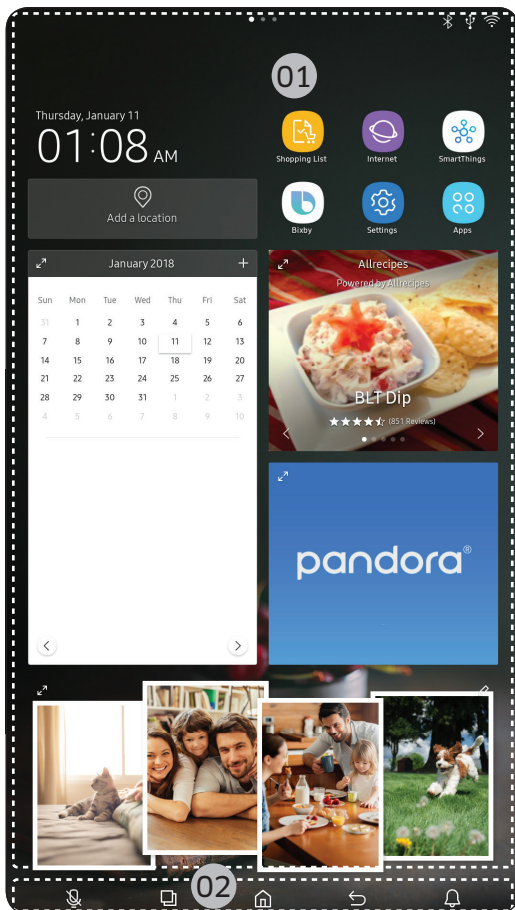 01
Thursday, January 11
01:08 AM
Shopping List
Internet
SmartThings
Bixby
Settings
Apps
Add a location
January 2018
Sun Mon Tue Wed Thu Fri Sat
31 1 2 3 4 5 6
7 8 9 10 11 12 13
14 15 16 17 18 19 20
21 22 23 24 25 26 27
28 29 30 31 1 2 3
4 5 6 7 8 9 10
Allrecipes
Powered by Allrecipes
BLT Dip
(851 Reviews)
pandora®
02